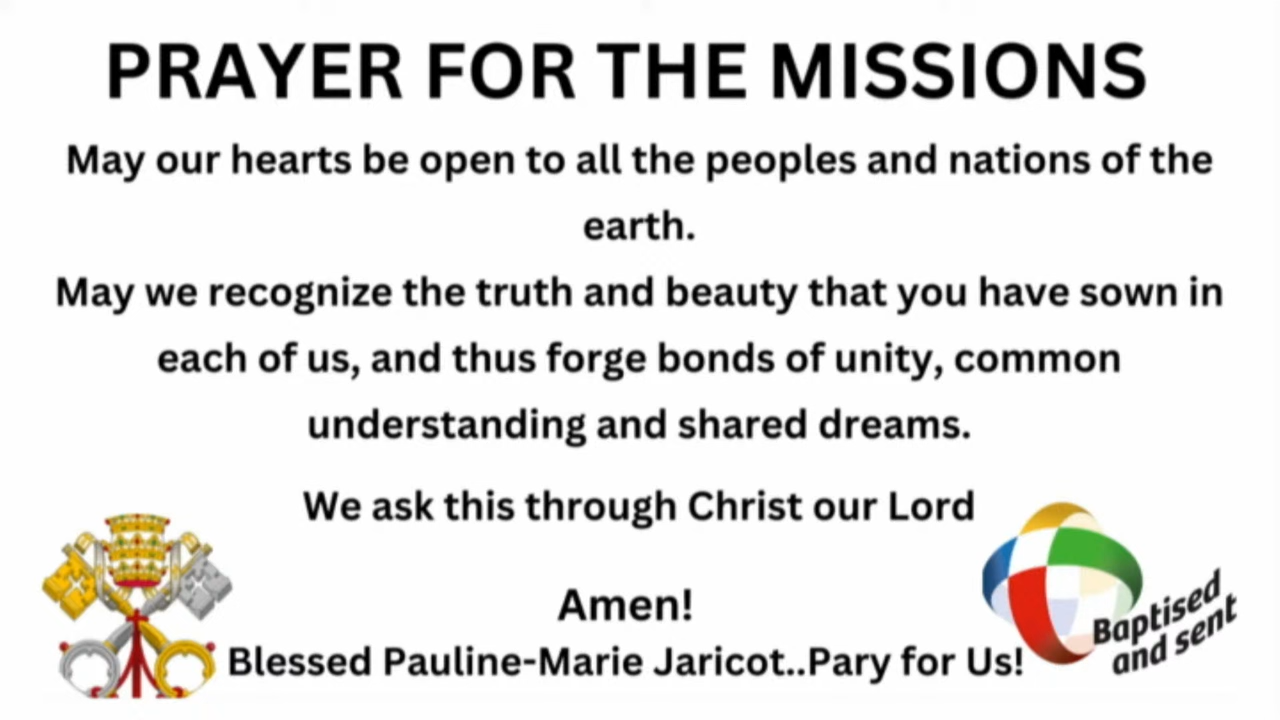 PRAYER FOR THE MISSIONS
May our hearts be open to all the peoples and nations of the
earth.
May we recognize the truth and beauty that you have sown in
each of us, and thus forge bonds of unity, common
understanding and shared dreams.
We ask this through Christ our Lord
Amen!
Blessed Pauline-Marie Jaricot..Pary for Us!
Baptised
and sent